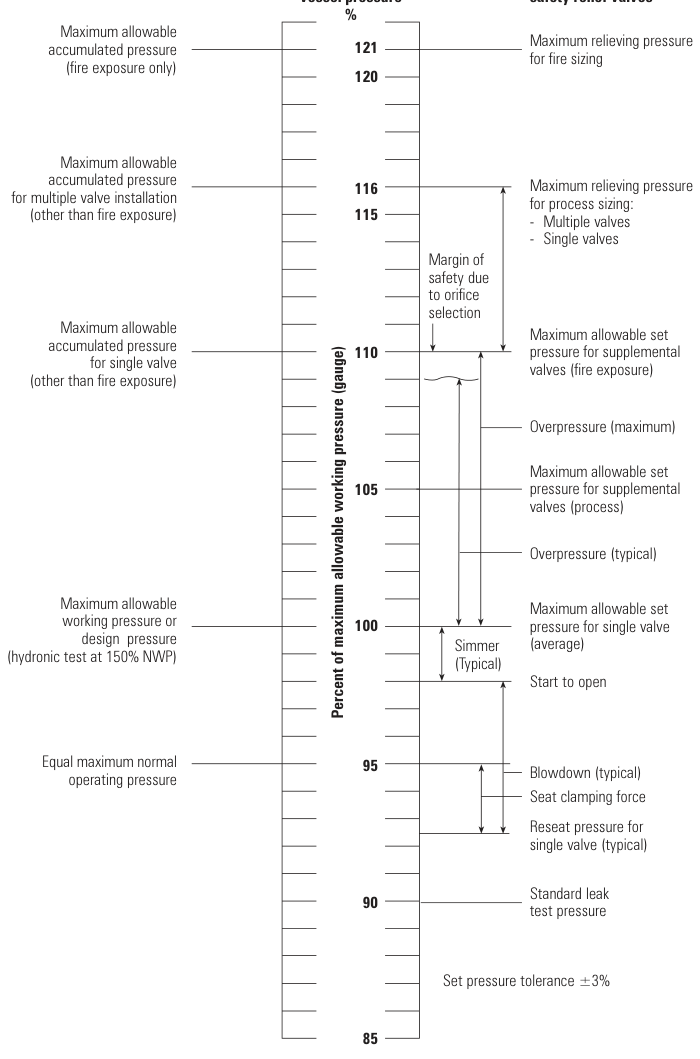 vessel pressure
%
safety relief valves
Maximum allowable
accumulated pressure
(fire exposure only)
121
Maximum relieving pressure
for fire sizing
120
Maximum allowable
accumulated pressure
for multiple valve installation
(other than fire exposure)
116
115
Maximum relieving pressure
for process sizing:
- Multiple valves
- Single valves
Margin of
safety due
to orifice
selection
Maximum allowable
accumulated pressure
for single valve
(other than fire exposure)
110
Maximum allowable set
pressure for supplemental
valves (fire exposure)
Percent of maximum allowable working pressure (gauge)
Overpressure (maximum)
105
Maximum allowable set
pressure for supplemental
valves (process)
Overpressure (typical)
Maximum allowable
working pressure or
design pressure
(hydronic test at 150% NWP)
100
Maximum allowable set
pressure for single valve
(average)
Simmer
(Typical)
Start to open
Equal maximum normal
operating pressure
95
Blowdown (typical)
Seat clamping force
Reseat pressure for
single valve (typical)
90
Standard leak
test pressure
Set pressure tolerance ±3%
85